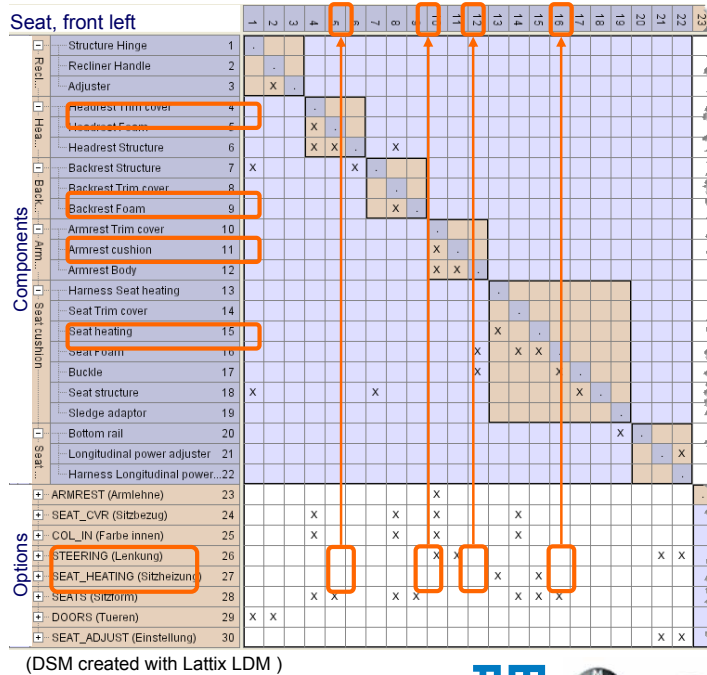 Seat, front left
1 2 3 4 5 6 7 8 9 10 11 12 13 14 15 16 17 18 19 20 21 22 23
Components
Recl...
Structure Hinge 1 .
Recliner Handle 2 .
Adjuster 3 x .
Hea...
Headrest Trim cover 4 .
Headrest Foam 5 x .
Headrest Structure 6 x x . x
Back...
Backrest Structure 7 x x .
Backrest Trim cover 8 .
Backrest Foam 9 x .
Arm...
Armrest Trim cover 10 .
Armrest cushion 11 x .
Armrest Body 12 x x .
Seat cushion
Harness Seat heating 13 .
Seat Trim cover 14 .
Seat heating 15 x .
Seat Foam 16 x x x .
Buckle 17 x x .
Seat structure 18 x x x .
Sledge adaptor 19 .
Seat...
Bottom rail 20 x .
Longitudinal power adjuster 21 . x
Harness Longitudinal power... 22 .
Options
ARMREST (Armlehne) 23 x .
SEAT_CVR (Sitzbezug) 24 x x x x
COL_IN (Farbe innen) 25 x x x x
STEERING (Lenkung) 26 x x x x
SEAT_HEATING (Sitzheizung) 27 x x
SEATS (Sitzform) 28 x x x x x x x
DOORS (Tueren) 29 x x
SEAT_ADJUST (Einstellung) 30 x x
(DSM created with Lattix LDM )